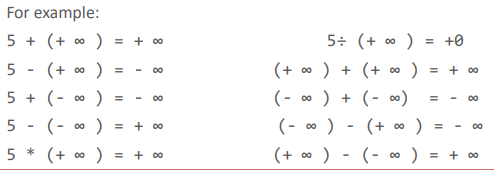 For example:
5 + (+ ∞ ) = + ∞
5 - (+ ∞ ) = - ∞
5 + (- ∞ ) = - ∞
5 - (- ∞ ) = + ∞
5 * (+ ∞ ) = + ∞
5÷ (+ ∞ ) = +0
(+ ∞ ) + (+ ∞ ) = + ∞
(- ∞ ) + (- ∞) = - ∞
(- ∞ ) - (+ ∞ ) = - ∞
(+ ∞ ) - (- ∞ ) = + ∞